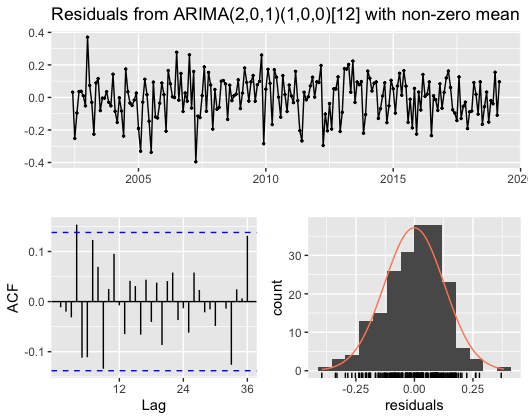 Residuals from ARIMA(2,0,1)(1,0,0)[12] with non-zero mean
0.4
0.2
0.0
-0.2
-0.4
2005 2010 2015 2020
ACF
0.1
0.0
-0.1
12 24 36
Lag
count
30
20
10
0
-0.25 0.00 0.25
residuals